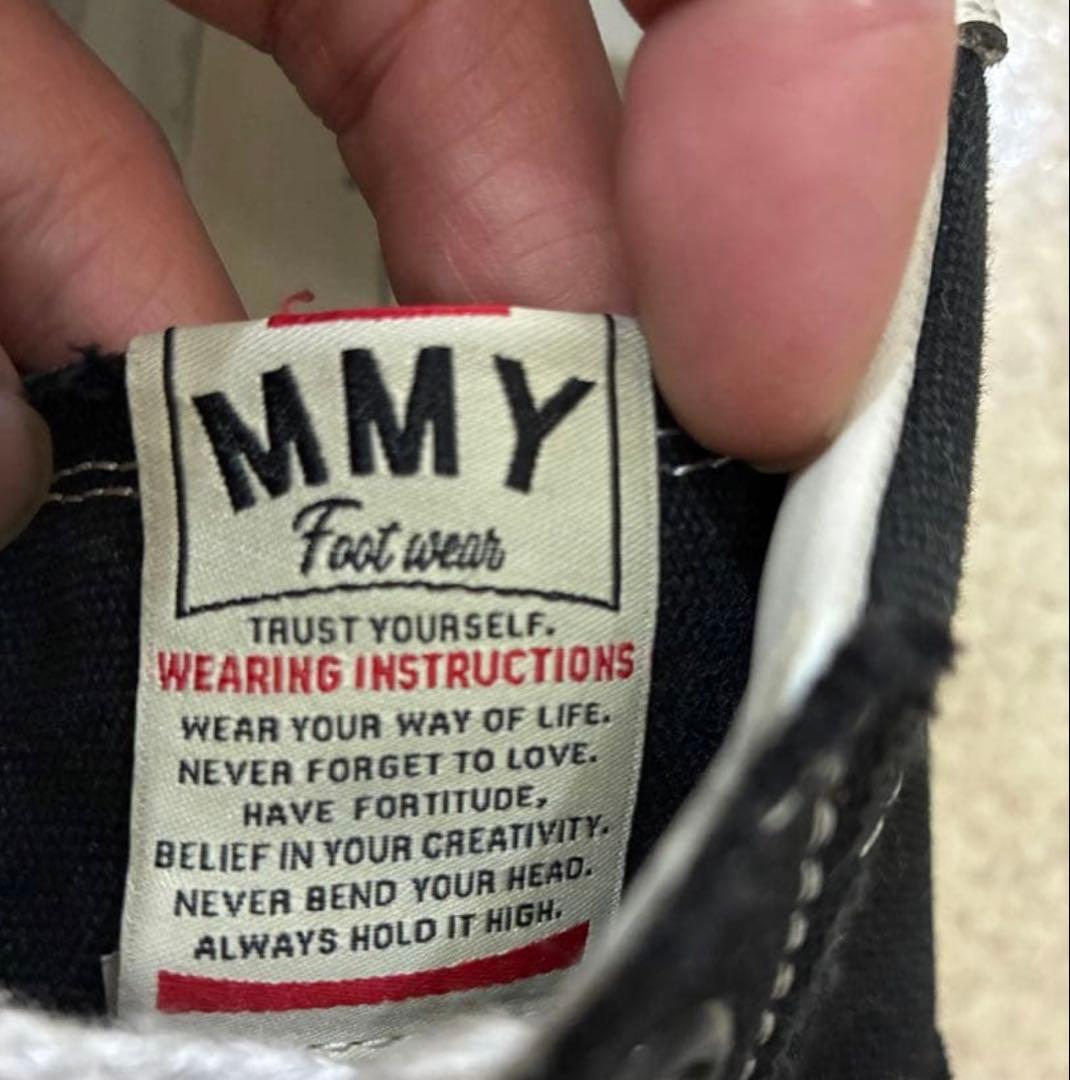 MMY
Foot wear
TRUST YOURSELF.
WEARING INSTRUCTIONS
WEAR YOUR WAY OF LIFE.
NEVER FORGET TO LOVE.
HAVE FORTITUDE,
BELIEF IN YOUR CREATIVITY.
NEVER BEND YOUR HEAD.
ALWAYS HOLD IT HIGH.